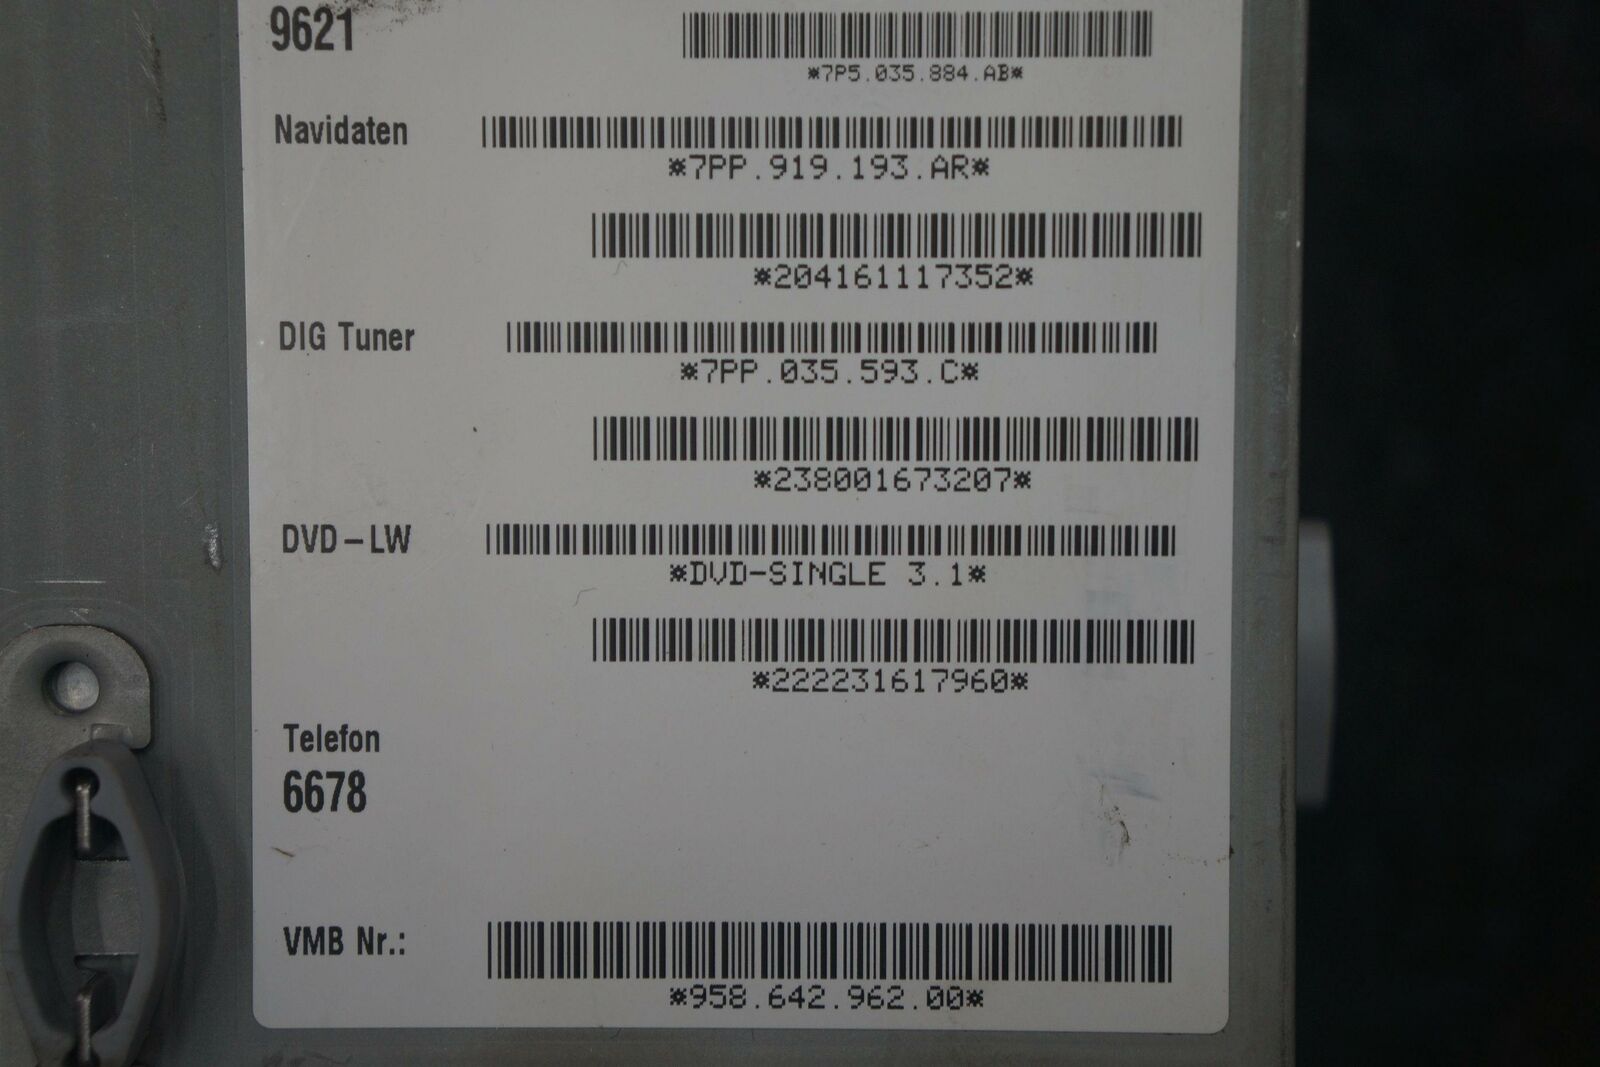 9621
*7P5.035.884.AB*
Navidaten
*7PP.919.193.AR*
*204161117352*
DIG Tuner
*7PP.035.593.C*
*238001673207*
DVD-LW
*DVD-SINGLE 3.1*
*222231617960*
Telefon
6678
VMB Nr.:
*958.642.962.00*